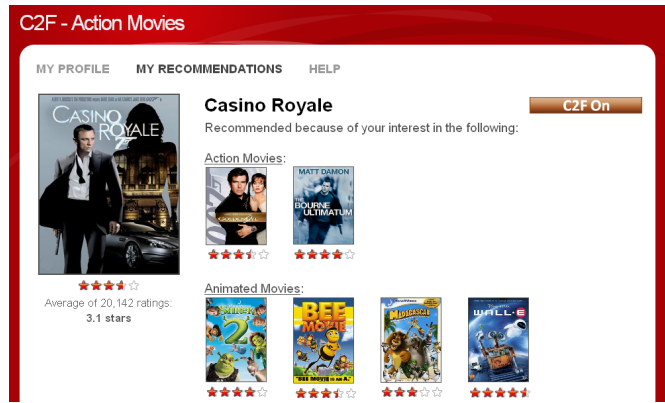 C2F - Action Movies
MY PROFILE MY RECOMMENDATIONS HELP
Casino Royale
C2F On
Recommended because of your interest in the following:
CASINO ROYALE
Action Movies:
MATT DAMON
THE BOURNE ULTIMATUM
Average of 20,142 ratings:
3.1 stars
Animated Movies:
2
BEE MOVIE
MADAGASCAR
WALL•E